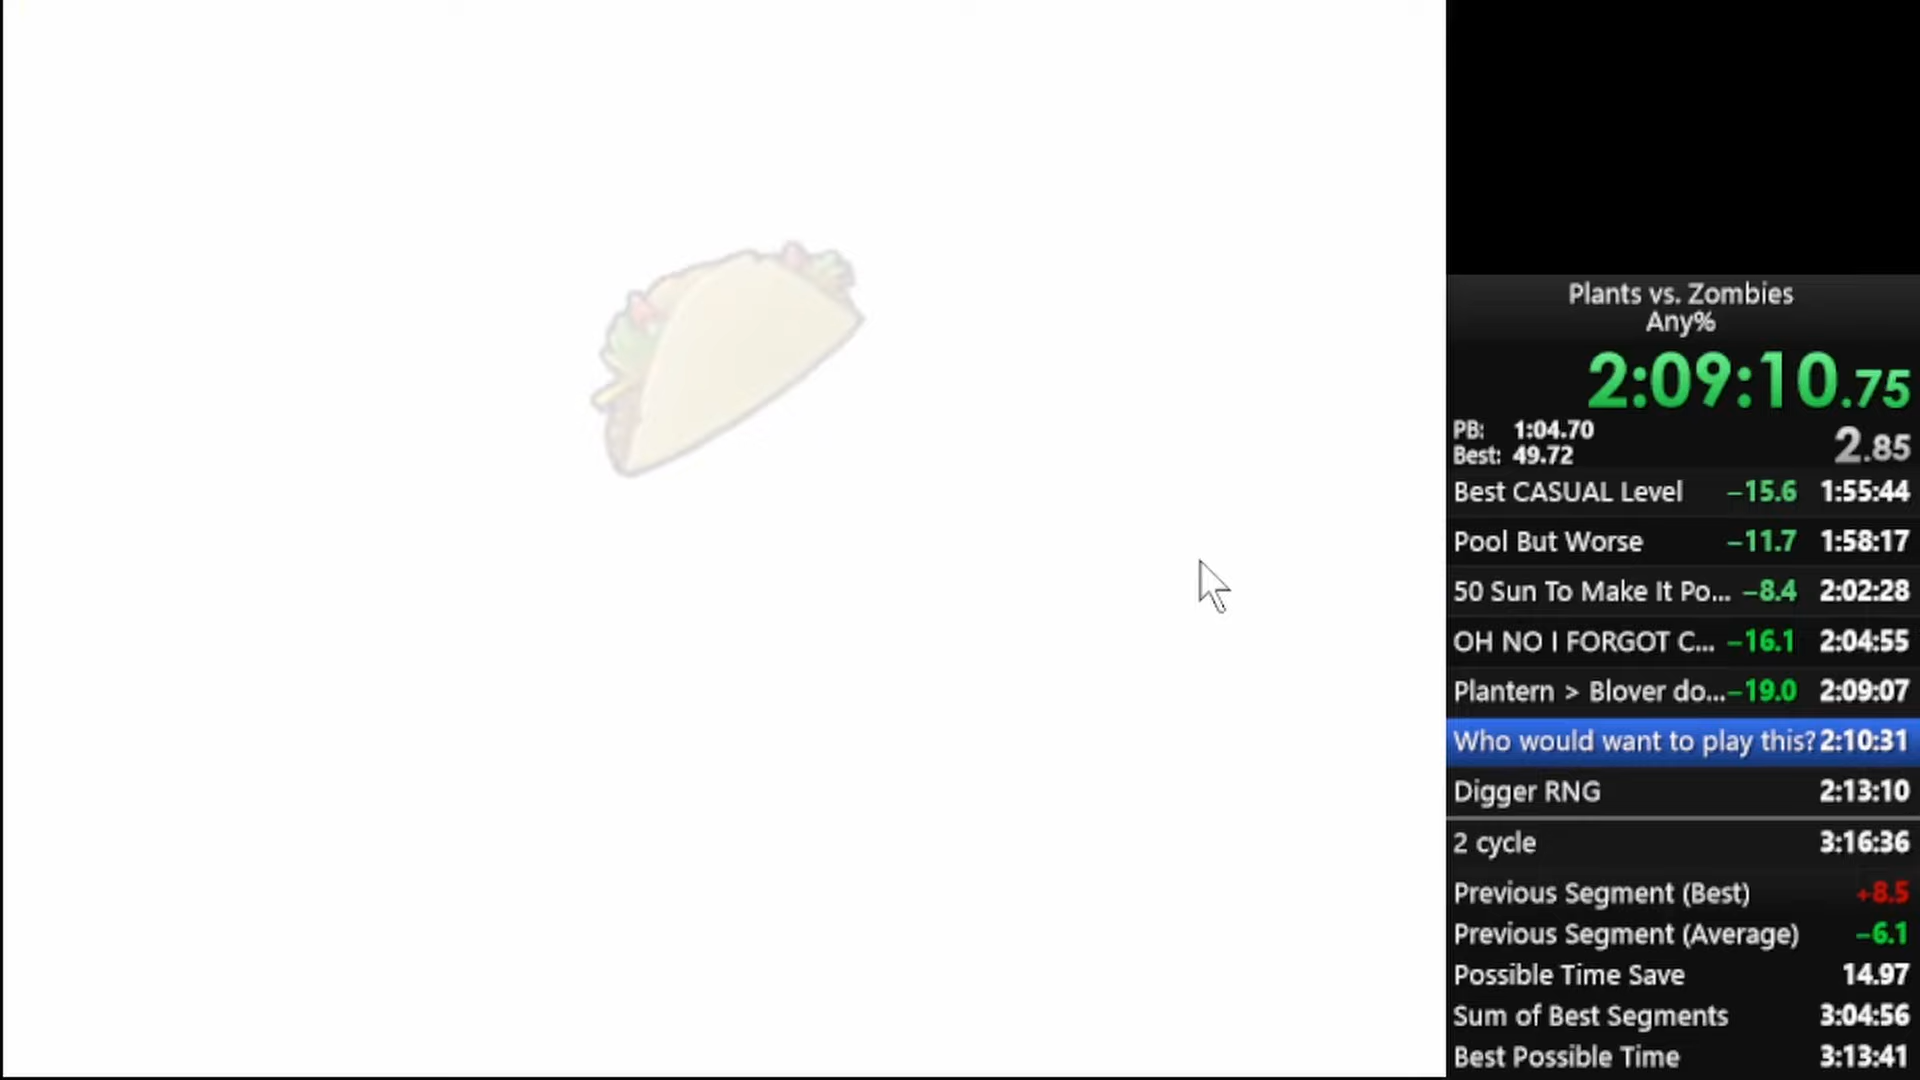 Plants vs. Zombies
Any%
2:09:10.75
PB: 1:04.70
2.85
Best: 49.72
Best CASUAL Level -15.6 1:55:44
Pool But Worse -11.7 1:58:17
50 Sun To Make It Po... -8.4 2:02:28
OH NO I FORGOT C... -16.1 2:04:55
Plantern > Blover do... -19.0 2:09:07
Who would want to play this? 2:10:31
Digger RNG 2:13:10
2 cycle 3:16:36
Previous Segment (Best) +8.5
Previous Segment (Average) -6.1
Possible Time Save 14.97
Sum of Best Segments 3:04:56
Best Possible Time 3:13:41